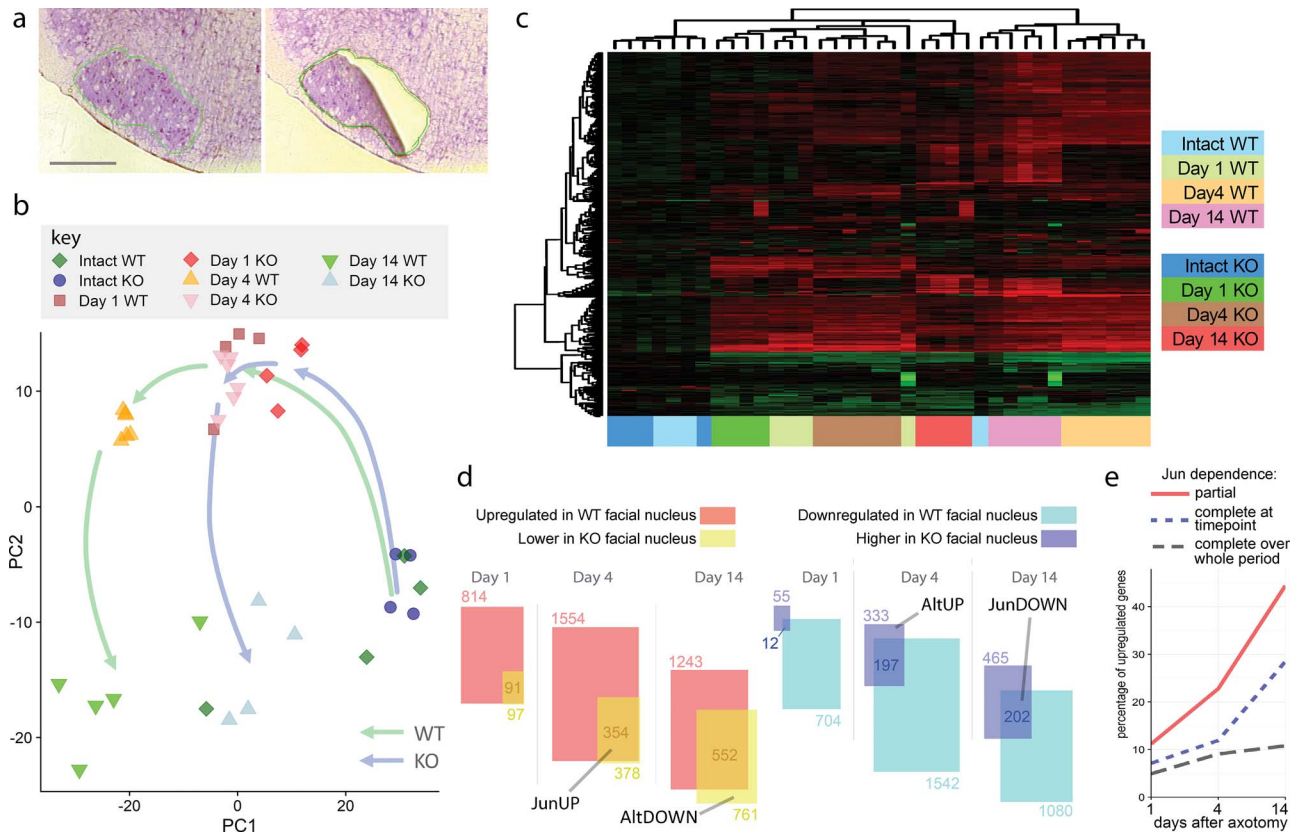 a
b
key
Intact WT
Intact KO
Day 1 WT
Day 1 KO
Day 4 WT
Day 4 KO
Day 14 WT
Day 14 KO
10
0
-10
-20
PC2
-20
0
20
PC1
WT
KO
c
Intact WT
Day 1 WT
Day4 WT
Day 14 WT
Intact KO
Day 1 KO
Day4 KO
Day 14 KO
d
Upregulated in WT facial nucleus
Lower in KO facial nucleus
Downregulated in WT facial nucleus
Higher in KO facial nucleus
Day 1
Day 4
Day 14
Day 1
Day 4
Day 14
814
91
97
1554
354
378
JunUP
1243
552
761
AltDOWN
55
12
704
333
197
1542
AltUP
465
202
1080
JunDOWN
e
Jun dependence:
partial
complete at
timepoint
complete over
whole period
percentage of upregulated genes
40
30
20
10
0
1
4
14
days after axotomy